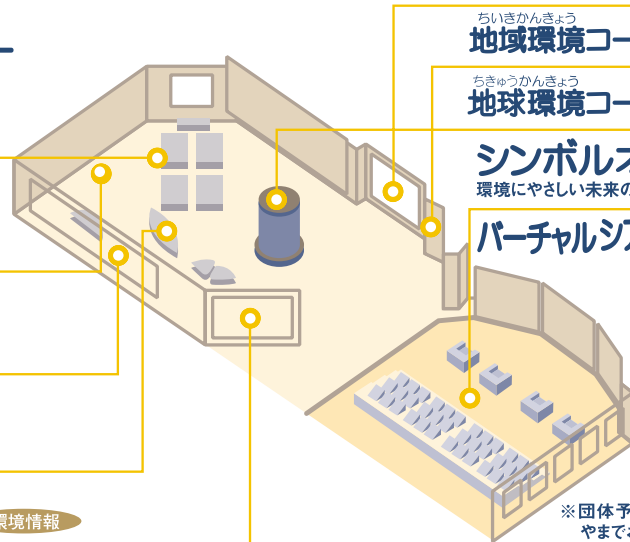 ちいきかんきょう
地域環境コー
ちきゅうかんきょう
地球環境コー
シンボル
環境にやさしい未来の
バーチャルシ
環境情報
※団体予
やまでお